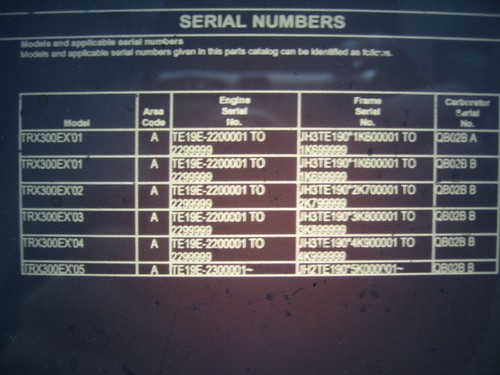 SERIAL NUMBERS
Models and applicable serial numbers
Models and applicable serial numbers given in this parts catalog can be identified as follows.
Model Area Code Engine Serial No. Frame Serial No. Carburetor Serial No.
TRX300EX'01 A TE19E-2200001 TO JH3TE190*1K600001 TO QB02B A
2299999 1K699999
TRX300EX'01 A TE19E-2200001 TO JH3TE190*1K600001 TO QB02B B
2299999 1K699999
TRX300EX'02 A TE19E-2200001 TO JH3TE190*2K700001 TO QB02B B
2299999 2K799999
TRX300EX'03 A TE19E-2200001 TO JH3TE190*3K800001 TO QB02B B
2299999 3K899999
TRX300EX'04 A TE19E-2200001 TO JH3TE190*4K900001 TO QB02B B
2299999 4K999999
TRX300EX'05 A TE19E-2300001~ JH2TE190*5K000001~ QB02B B